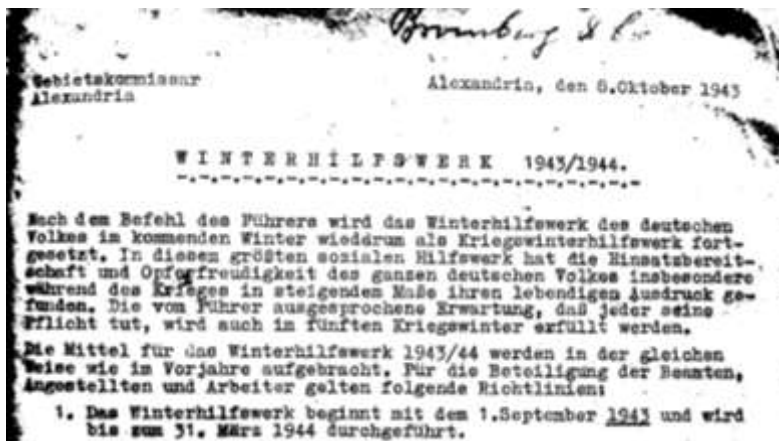 Bromberg & Co
Gebietskommissar
Alexandria
Alexandria, den 8.Oktober 1943
WINTERHILFSWERK 1943/1944.
Nach dem Befehl des Führers wird das Winterhilfswerk des deutschen
Volkes im kommenden Winter wiedrum als Kriegswinterhilfswerk fort-
gesetzt. In diesem größten sozialen Hilfswerk hat die Einsatzbereit-
schaft und Opferfreudigkeit des ganzen deutschen Volkes insbesondere
während des Krieges in steigendem Maße ihren lebendigen Ausdruck ge-
funden. Die vom Führer ausgesprochene Erwartung, daß jeder seine
Pflicht tut, wird auch im fünften Kriegswinter erfüllt werden.
Die Mittel für das Winterhilfswerk 1943/44 werden in der gleichen
Weise wie im Vorjahre aufgebracht. Für die Beteiligung der Beamten,
Angestellten und Arbeiter gelten folgende Richtlinien:
1. Das Winterhilfswerk beginnt mit dem 1.September 1943 und wird
bis zum 31. März 1944 durchgeführt.